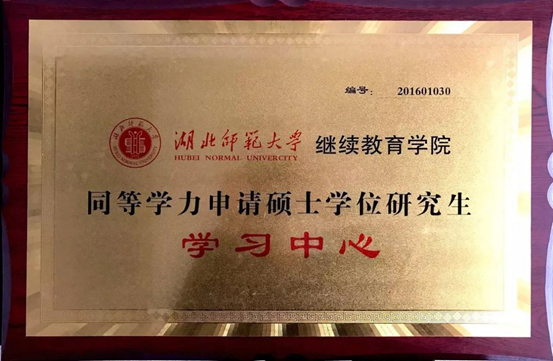 编号: 201601030
湖北师范大学 继续教育学院
HUBEI NORMAL UNIVERCITY
同等学力申请硕士学位研究生
学习中心